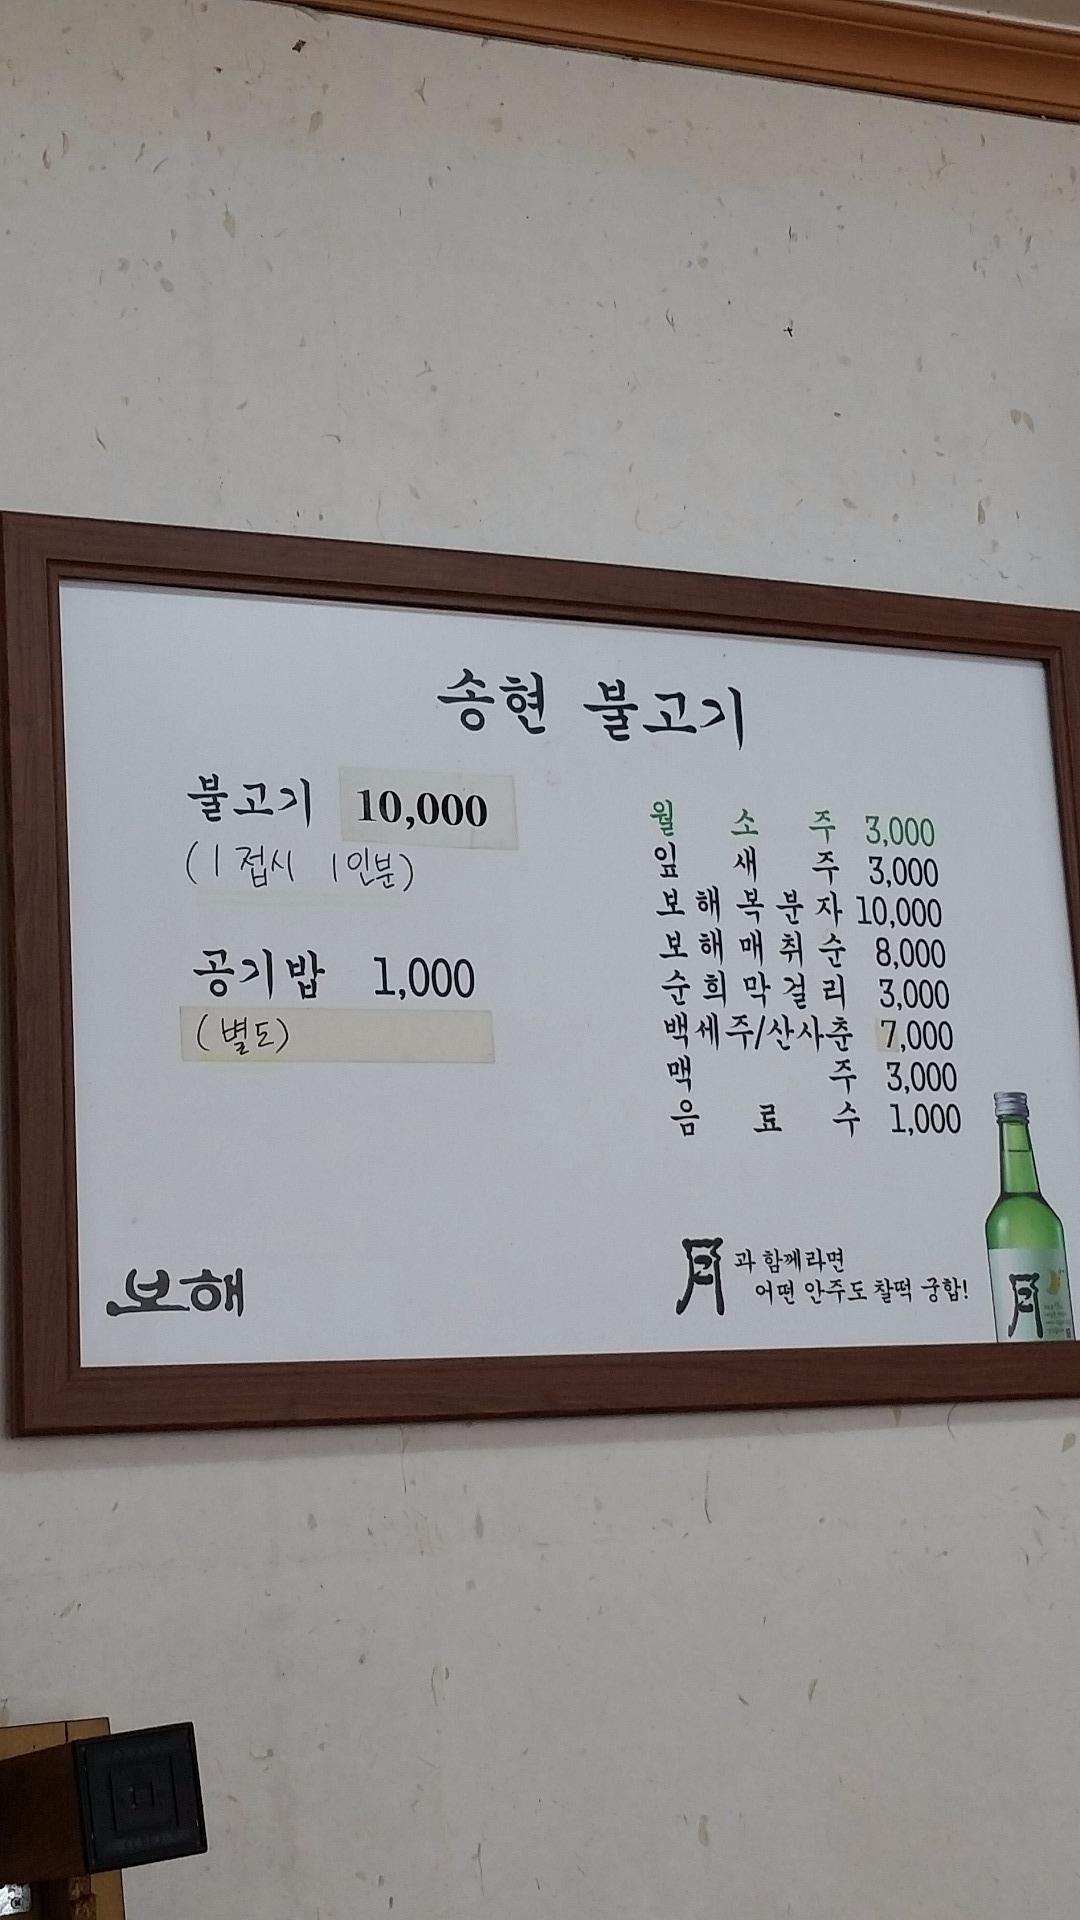 송현 불고기
불고기 10,000
(1 접시 1인분)
공기밥 1,000
(별도)
월 소 주 3,000
잎 새 주 3,000
보해복분자 10,000
보해매취순 8,000
순희막걸리 3,000
백세주/산사춘 7,000
맥 주 3,000
음 료 수 1,000
보해
月과 함께라면
어떤 안주도 찰떡 궁합!
月